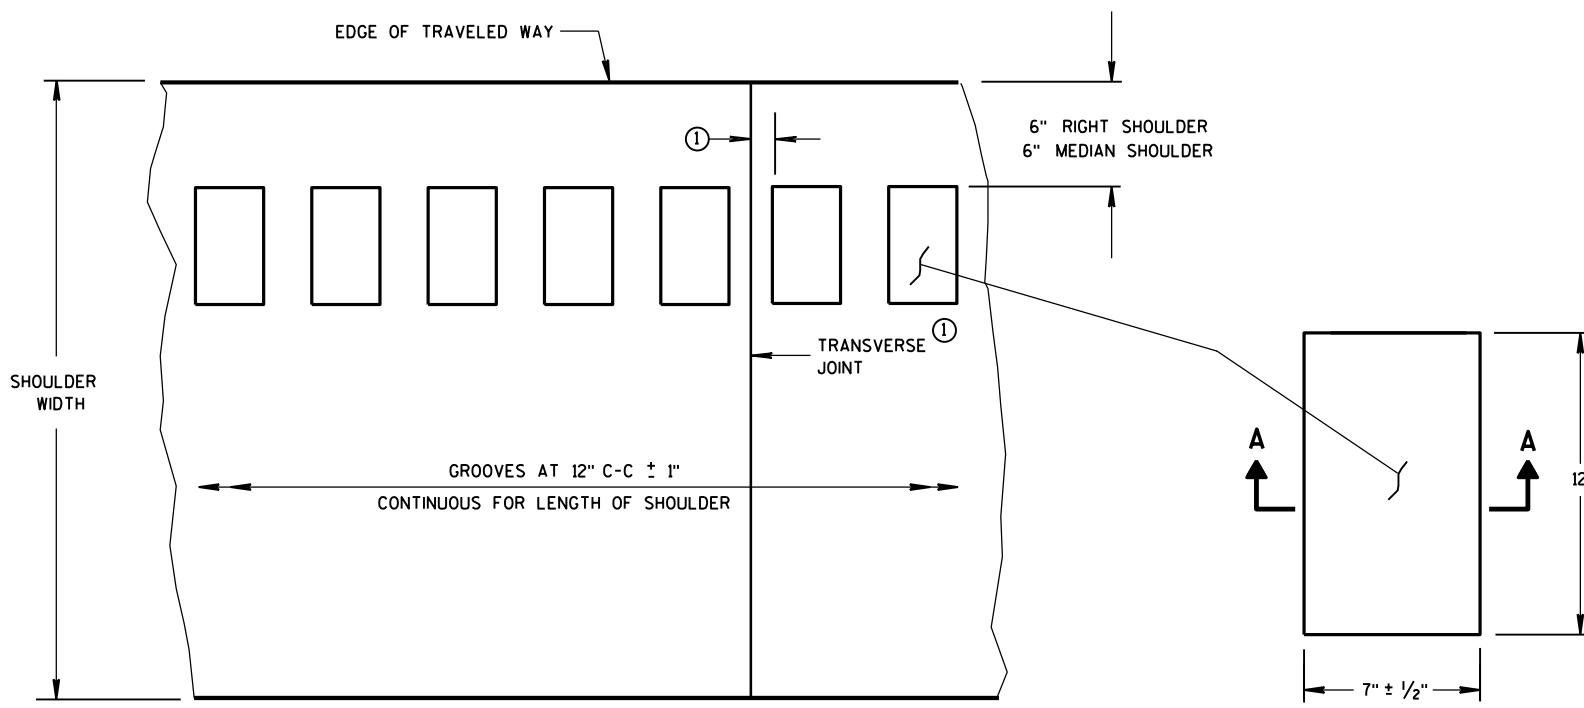 EDGE OF TRAVELED WAY
1
6" RIGHT SHOULDER
6" MEDIAN SHOULDER
1
TRANSVERSE
JOINT
SHOULDER
WIDTH
GROOVES AT 12" C-C ± 1"
CONTINUOUS FOR LENGTH OF SHOULDER
A
A
12
7" ± 1/2"